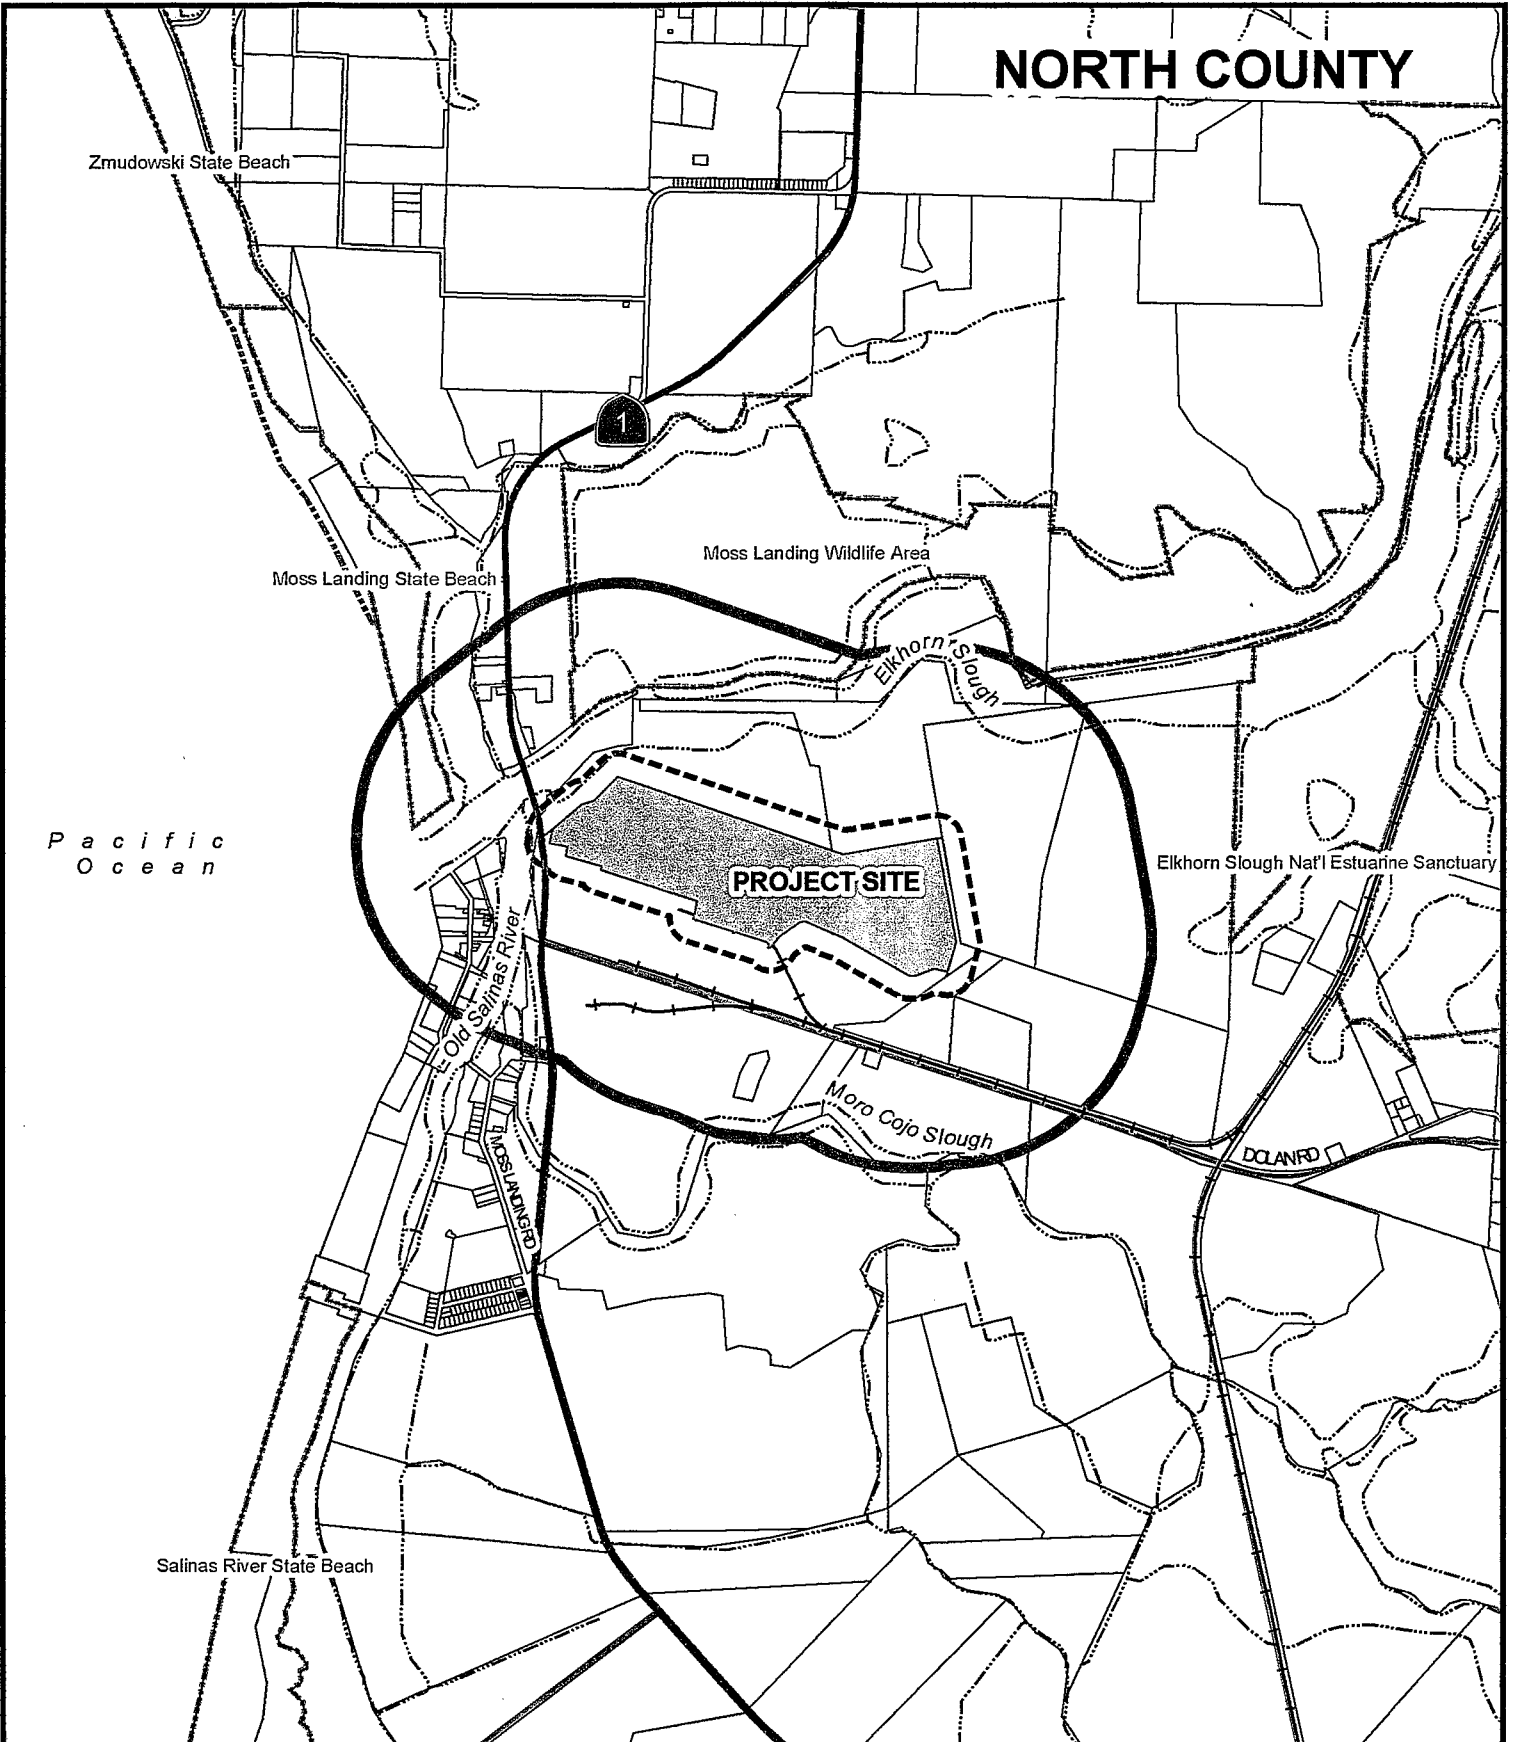 NORTH COUNTY
Zmudowski State Beach
1
Moss Landing Wildlife Area
Moss Landing State Beach
Elkhorn Slough
Pacific
Ocean
PROJECT SITE
Elkhorn Slough Nat'l Estuarine Sanctuary
Old Salinas River
Moro Cojo Slough
MOSS LANDING RD
DOLAN RD
Salinas River State Beach